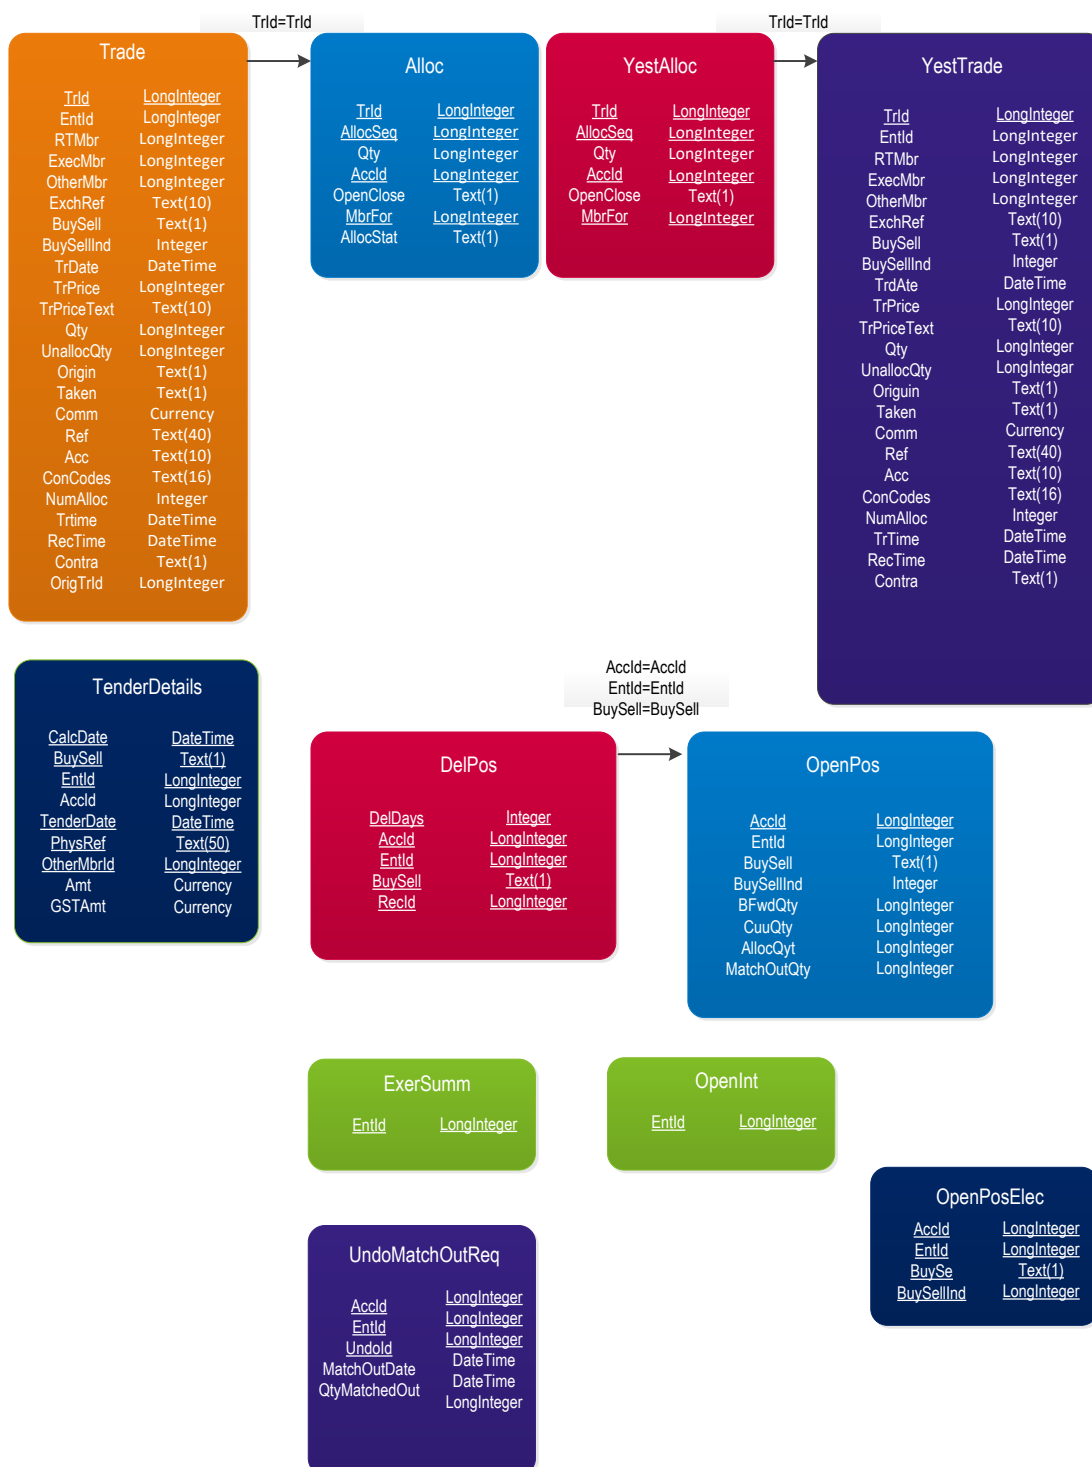 TrId=TrId
TrId=TrId
Trade
TrId LongInteger
EntId LongInteger
RTMbr LongInteger
ExecMbr LongInteger
OtherMbr LongInteger
ExchRef Text(10)
BuySell Text(1)
BuySellInd Integer
TrDate DateTime
TrPrice LongInteger
TrPriceText Text(10)
Qty LongInteger
UnallocQty LongInteger
Origin Text(1)
Taken Text(1)
Comm Currency
Ref Text(40)
Acc Text(10)
ConCodes Text(16)
NumAlloc Integer
Trtime DateTime
RecTime DateTime
Contra Text(1)
OrigTrId LongInteger
Alloc
TrId LongInteger
AllocSeq LongInteger
Qty LongInteger
AccId LongInteger
OpenClose Text(1)
MbrFor LongInteger
AllocStat Text(1)
YestAlloc
TrId LongInteger
AllocSeq LongInteger
Qty LongInteger
AccId LongInteger
OpenClose Text(1)
MbrFor LongInteger
YestTrade
TrId LongInteger
EntId LongInteger
RTMbr LongInteger
ExecMbr LongInteger
OtherMbr LongInteger
ExchRef Text(10)
BuySell Text(1)
BuySellInd Integer
TrdAte DateTime
TrPrice LongInteger
TrPriceText Text(10)
Qty LongInteger
UnallocQty LongIntegar
Origuin Text(1)
Taken Text(1)
Comm Currency
Ref Text(40)
Acc Text(10)
ConCodes Text(16)
NumAlloc Integer
TrTime DateTime
RecTime DateTime
Contra Text(1)
TenderDetails
CalcDate DateTime
BuySell Text(1)
EntId LongInteger
AccId LongInteger
TenderDate DateTime
PhysRef Text(50)
OtherMbrId LongInteger
Amt Currency
GSTAmt Currency
AccId=AccId
EntId=EntId
BuySell=BuySell
DelPos
DelDays Integer
AccId LongInteger
EntId LongInteger
BuySell Text(1)
RecId LongInteger
OpenPos
AccId LongInteger
EntId LongInteger
BuySell Text(1)
BuySellInd Integer
BFwdQty LongInteger
CuuQty LongInteger
AllocQyt LongInteger
MatchOutQty LongInteger
ExerSumm
EntId LongInteger
OpenInt
EntId LongInteger
OpenPosElec
AccId LongInteger
EntId LongInteger
BuySe Text(1)
BuySellInd LongInteger
UndoMatchOutReq
AccId LongInteger
EntId LongInteger
UndoId LongInteger
MatchOutDate DateTime
QtyMatchedOut DateTime
LongInteger